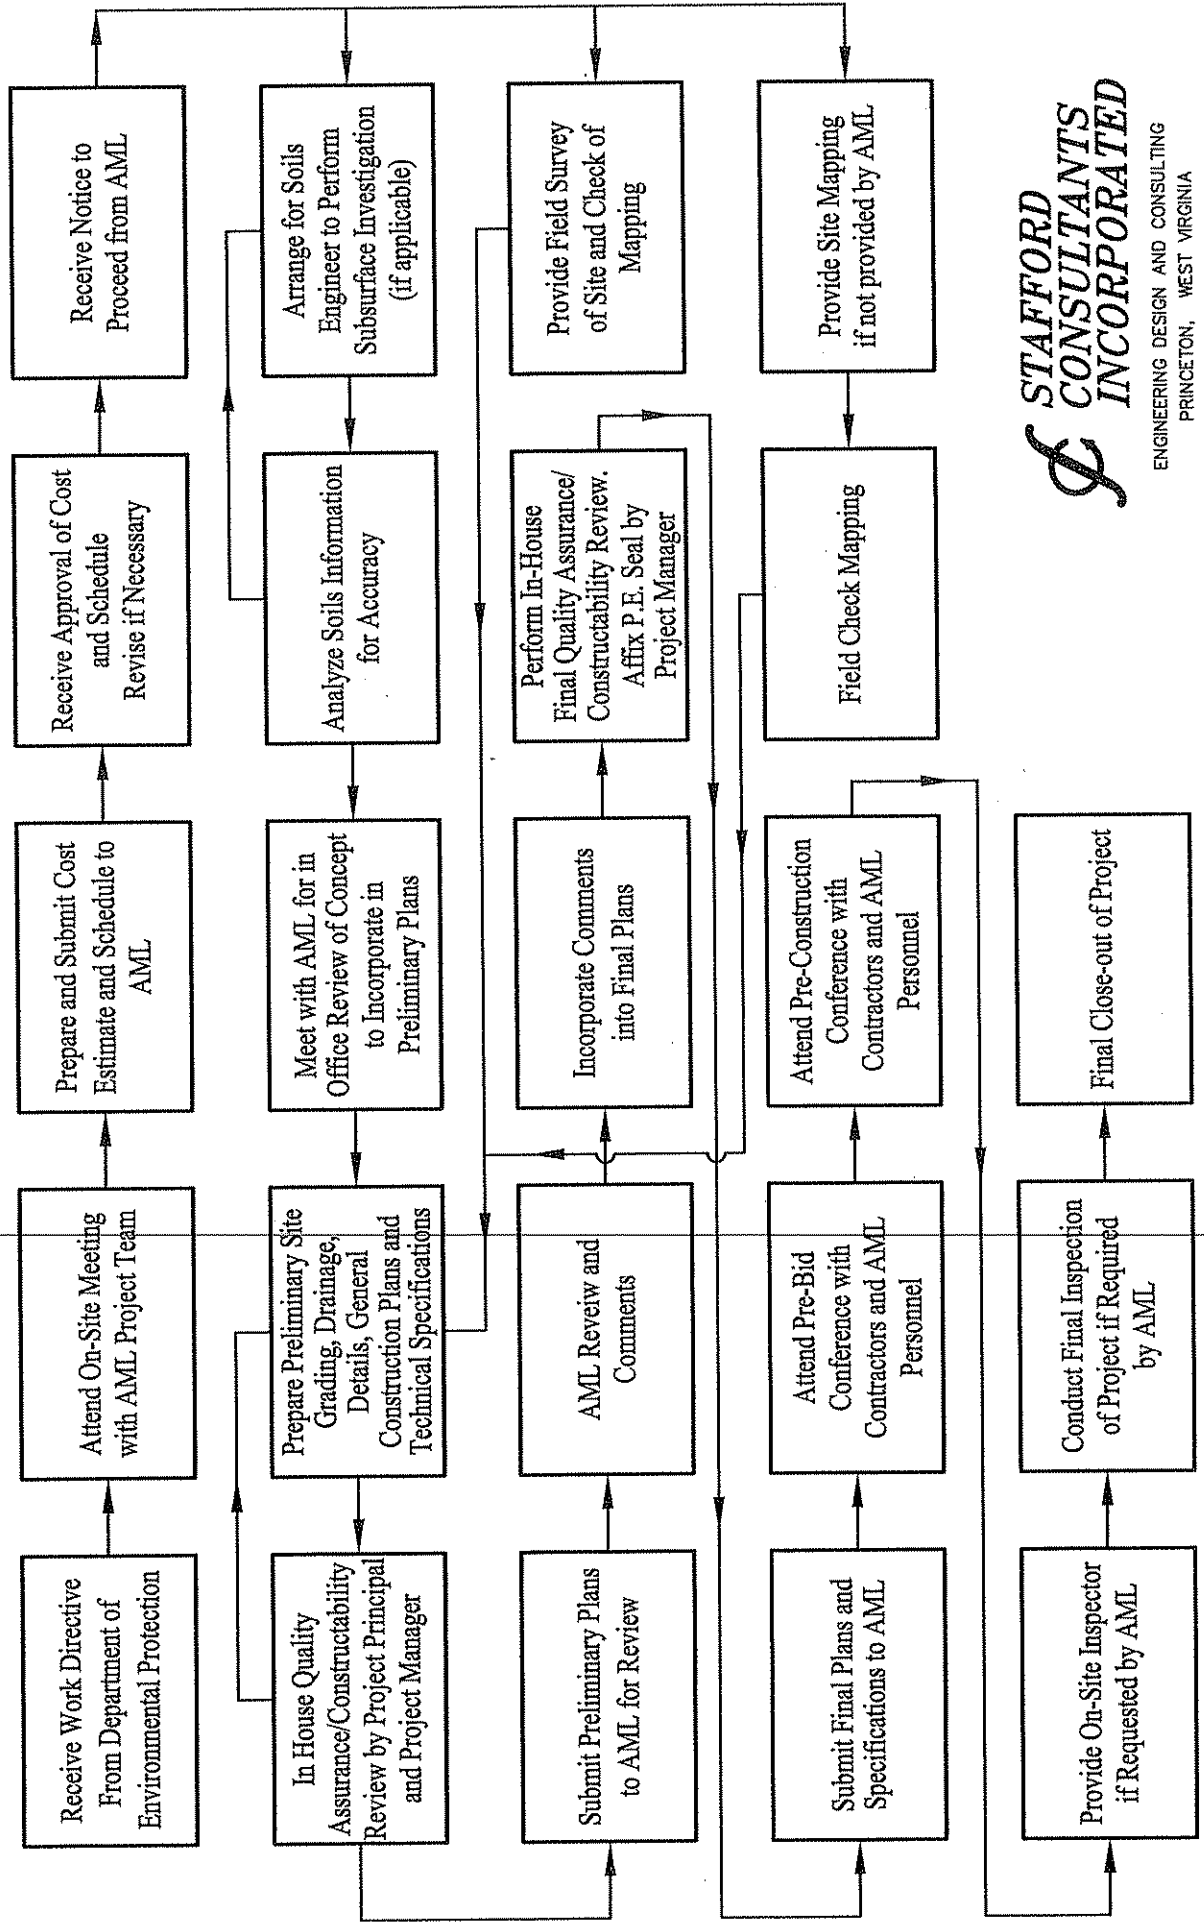 Receive Work Directive
From Department of
Environmental Protection
Attend On-Site Meeting
with AML Project Team
Prepare and Submit Cost
Estimate and Schedule to
AML
Receive Approval of Cost
and Schedule
Revise if Necessary
Receive Notice to
Proceed from AML
In House Quality
Assurance/Constructability
Review by Project Principal
and Project Manager
Prepare Preliminary Site
Grading, Drainage,
Details, General
Construction Plans and
Technical Specifications
Meet with AML for in
Office Review of Concept
to Incorporate in
Preliminary Plans
Analyze Soils Information
for Accuracy
Arrange for Soils
Engineer to Perform
Subsurface Investigation
(if applicable)
Submit Preliminary Plans
to AML for Review
AML Reveiw and
Comments
Incorporate Comments
into Final Plans
Perform In-House
Final Quality Assurance/
Constructability Review.
Affix P.E. Seal by
Project Manager
Provide Field Survey
of Site and Check of
Mapping
Submit Final Plans and
Specifications to AML
Attend Pre-Bid
Conference with
Contractors and AML
Personnel
Attend Pre-Construction
Conference with
Contractors and AML
Personnel
Field Check Mapping
Provide Site Mapping
if not provided by AML
Provide On-Site Inspector
if Requested by AML
Conduct Final Inspection
of Project if Required
by AML
Final Close-out of Project
STAFFORD
CONSULTANTS
INCORPORATED
ENGINEERING DESIGN AND CONSULTING
PRINCETON, WEST VIRGINIA